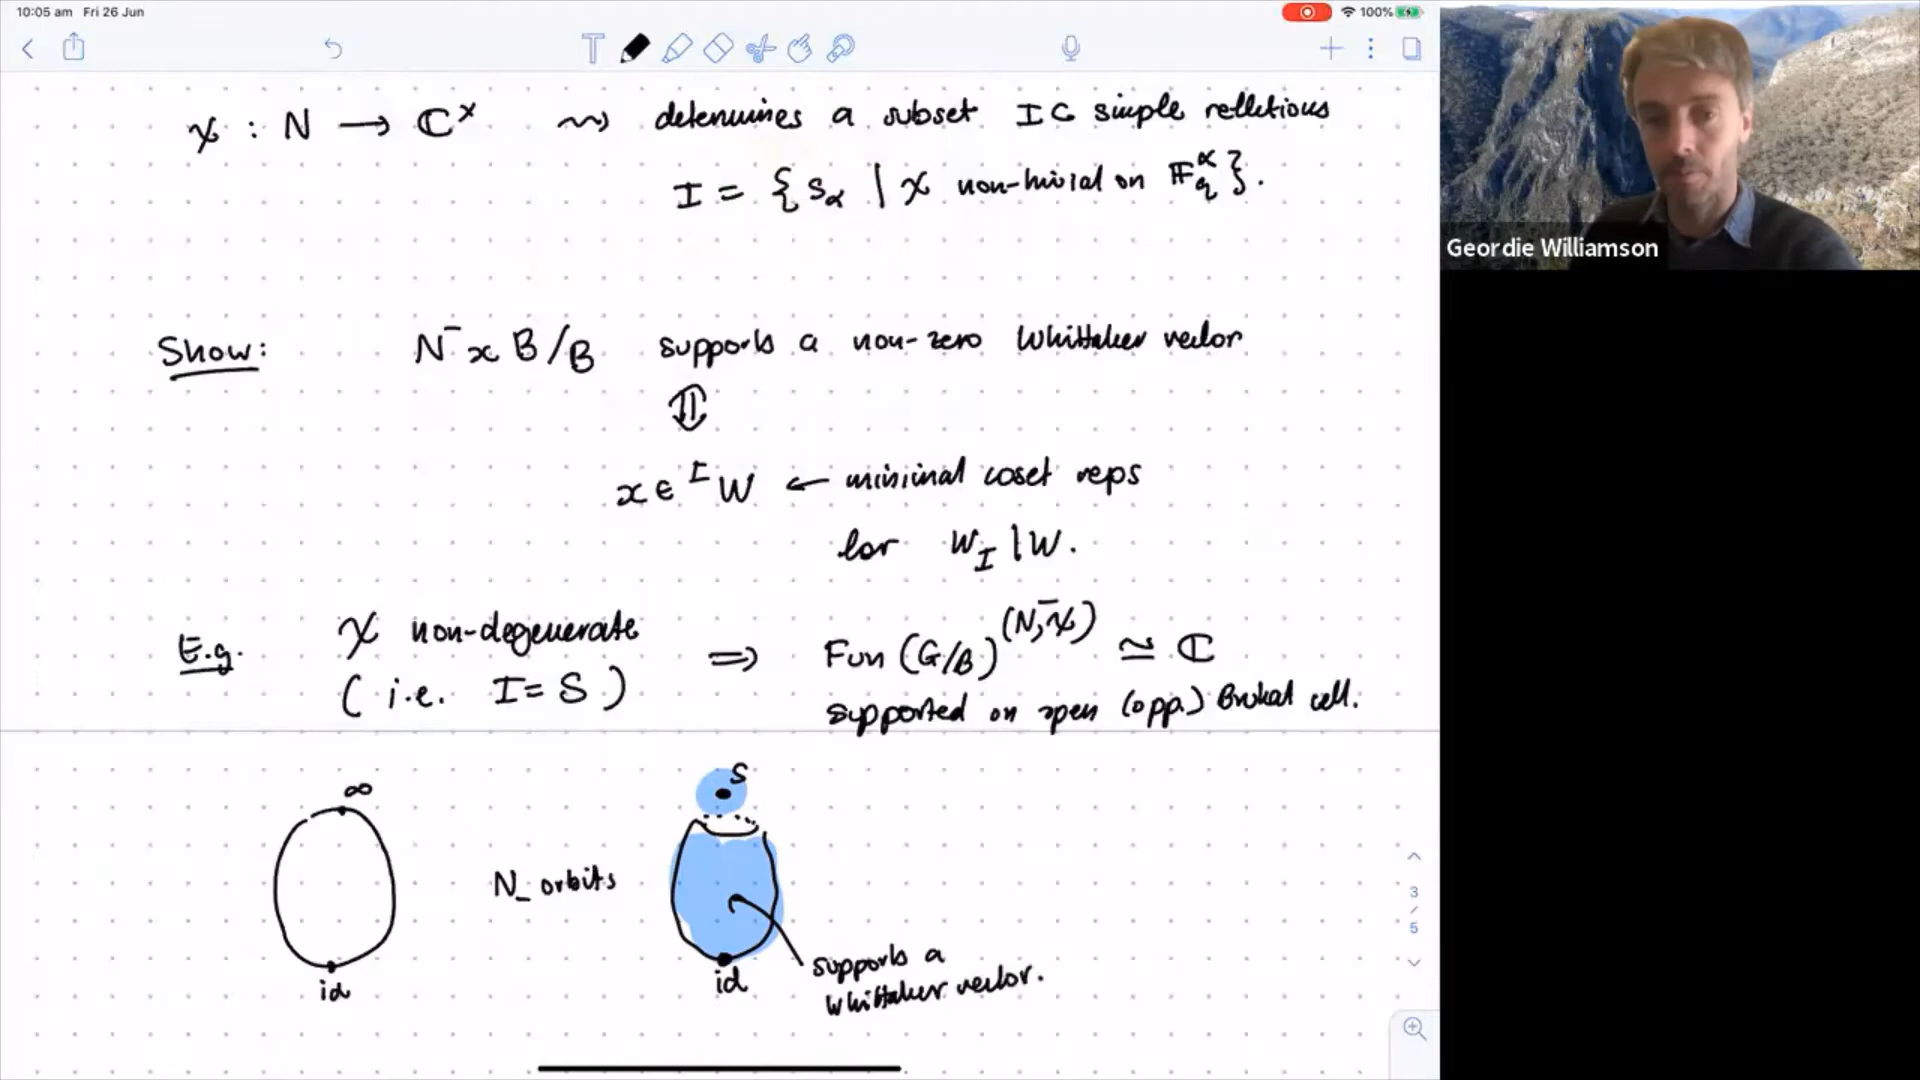 10:05 am Fri 26 Jun
100%
χ : N → ℂ^× ⇝ determines a subset I ⊂ simple reflections
I = { s_α | χ non-trivial on 𝔽_q^α }.
Geordie Williamson
Show: N^- x B/B supports a non-zero Whittaker vector
⇕
x ∈ ^I W ← minimal coset reps
for W_I \ W.
E.g. χ non-degenerate ⇒ Fun (G/B)^(N^-, χ) ≃ ℂ
( i.e. I = S ) supported on open (opp.) Bruhat cell.
∞ s
N_ orbits
3
/
5
id id
supports a
Whittaker vector.